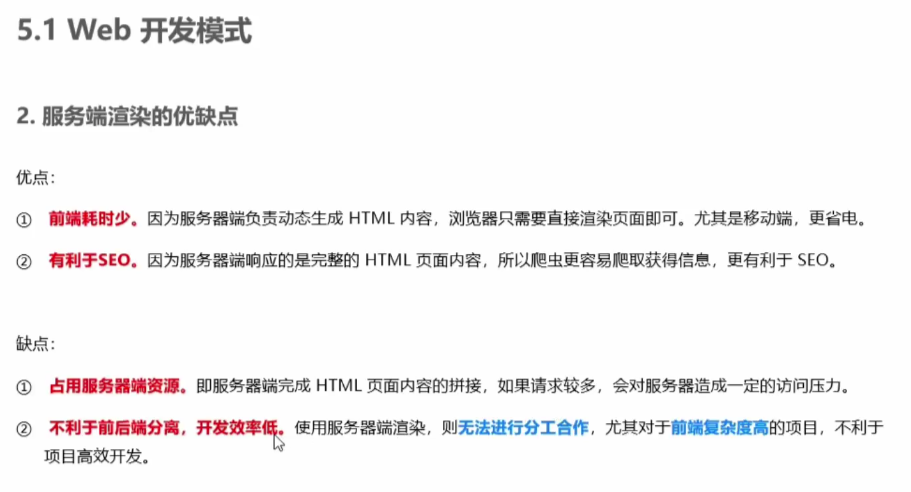 5.1 Web 开发模式
2. 服务端渲染的优缺点
优点：
① 前端耗时少。因为服务器端负责动态生成 HTML 内容，浏览器只需要直接渲染页面即可。尤其是移动端，更省电。
② 有利于SEO。因为服务器端响应的是完整的 HTML 页面内容，所以爬虫更容易爬取获得信息，更有利于 SEO。
缺点：
① 占用服务器端资源。即服务器端完成 HTML 页面内容的拼接，如果请求较多，会对服务器造成一定的访问压力。
② 不利于前后端分离，开发效率低。使用服务器端渲染，则无法进行分工合作，尤其对于前端复杂度高的项目，不利于
项目高效开发。